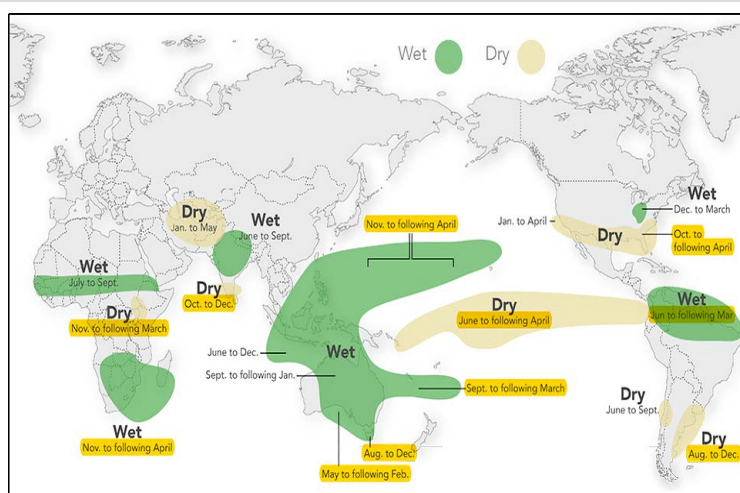 Wet
Dry
Wet
Dec. to March
Dry
Jan. to May
Wet
June to Sept.
Nov. to following April
Jan. to April
Dry
Oct. to
following April
Wet
July to Sept.
Dry
Oct. to Dec.
Dry
Nov. to following March
Dry
June to following April
Wet
Jun to following Mar
June to Dec.
Wet
Sept. to following Jan.
Sept. to following March
Dry
June to Sept.
Wet
Nov. to following April
Aug. to Dec.
May to following Feb.
Dry
Aug. to Dec.